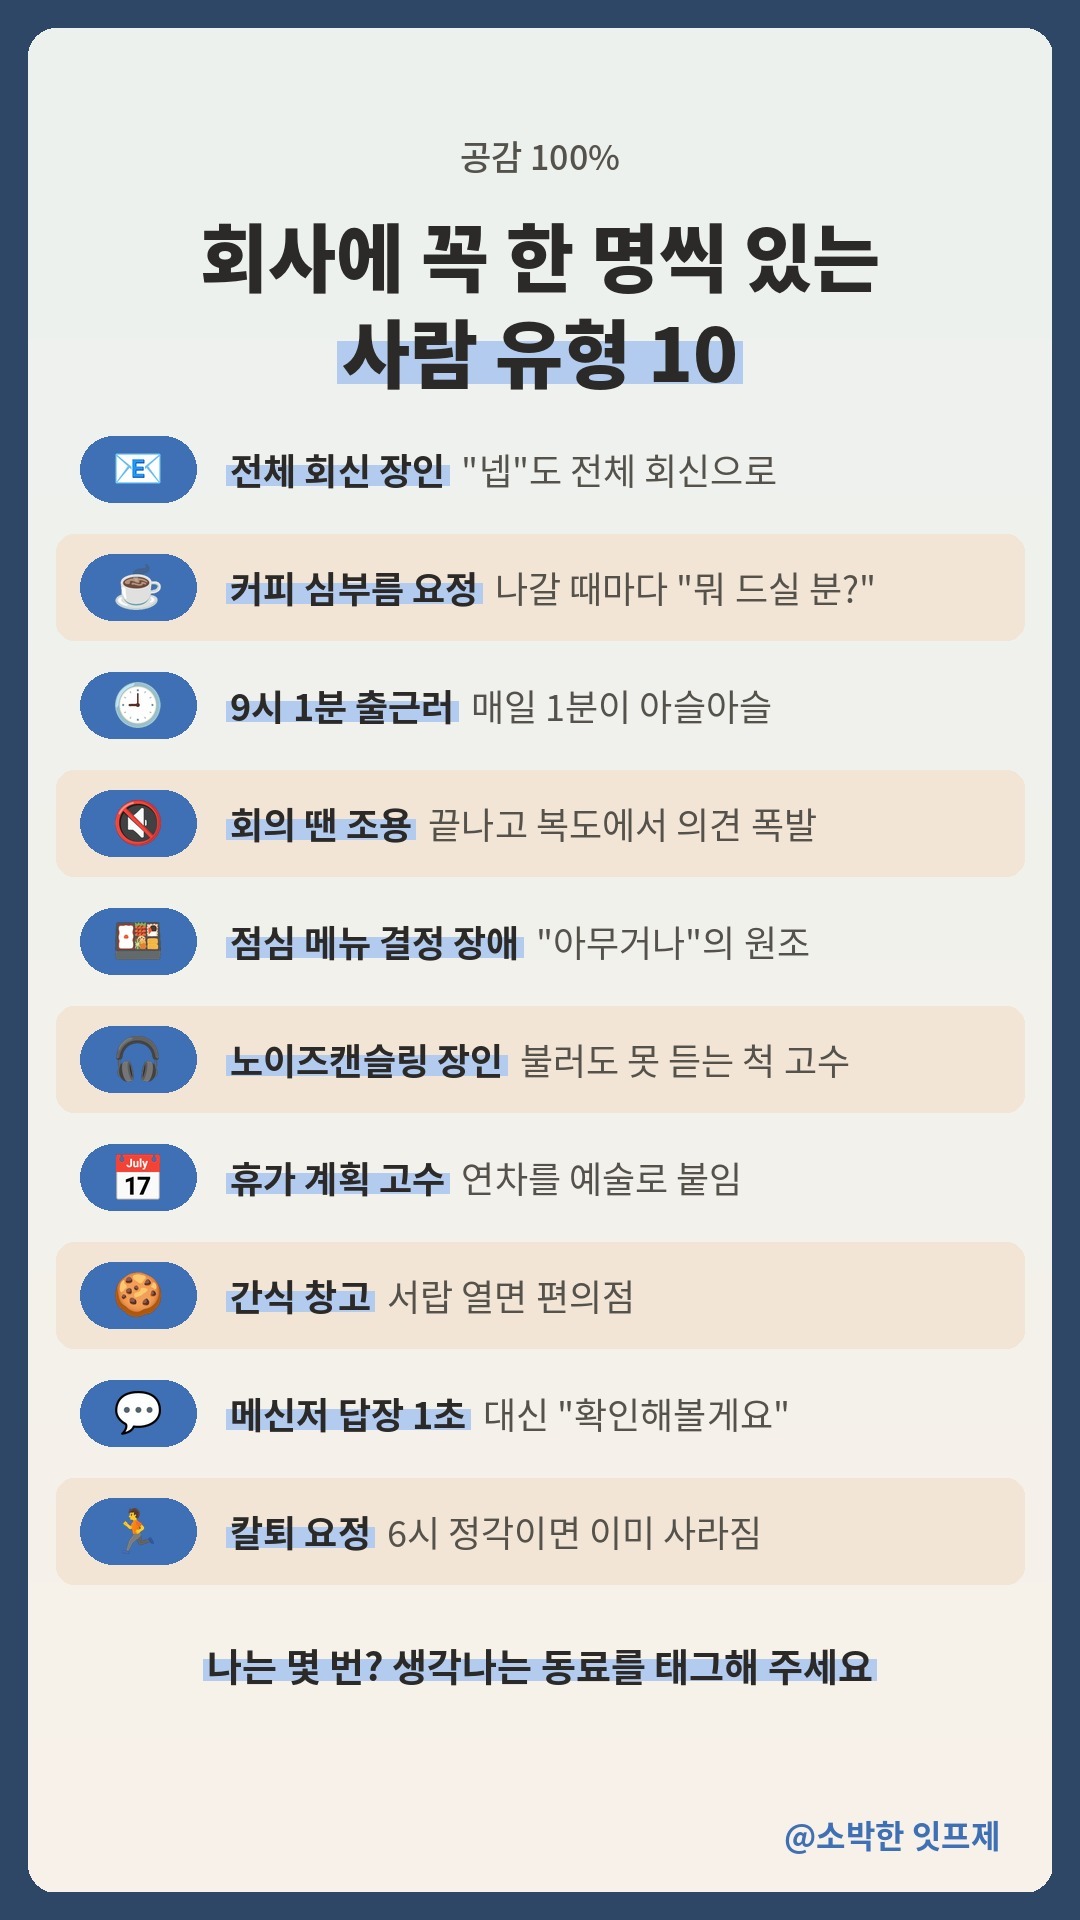 공감 100%
회사에 꼭 한 명씩 있는
사람 유형 10
전체 회신 장인 "넵"도 전체 회신으로
커피 심부름 요정 나갈 때마다 "뭐 드실 분?"
9시 1분 출근러 매일 1분이 아슬아슬
회의 땐 조용 끝나고 복도에서 의견 폭발
점심 메뉴 결정 장애 "아무거나"의 원조
노이즈캔슬링 장인 불러도 못 듣는 척 고수
July
17
휴가 계획 고수 연차를 예술로 붙임
간식 창고 서랍 열면 편의점
메신저 답장 1초 대신 "확인해볼게요"
칼퇴 요정 6시 정각이면 이미 사라짐
나는 몇 번? 생각나는 동료를 태그해 주세요
@소박한 잇프제